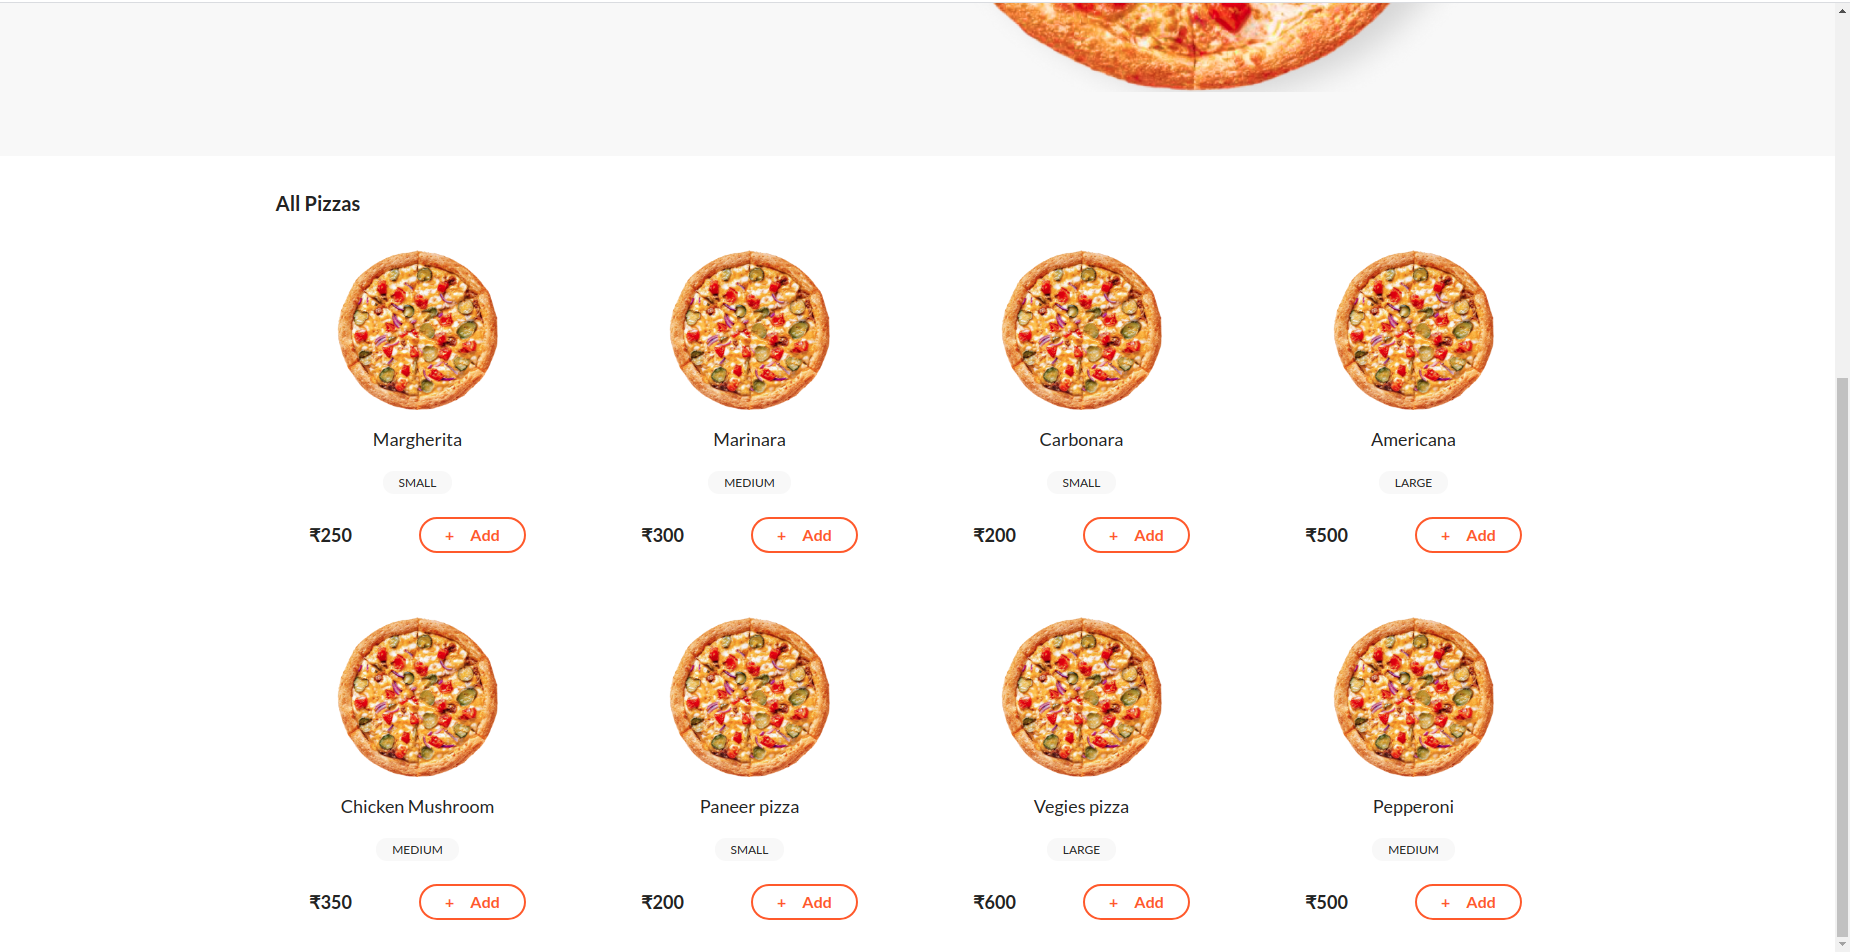 All Pizzas
Margherita Marinara Carbonara Americana
SMALL MEDIUM SMALL LARGE
₹250 + Add ₹300 + Add ₹200 + Add ₹500 + Add
Chicken Mushroom Paneer pizza Vegies pizza Pepperoni
MEDIUM SMALL LARGE MEDIUM
₹350 + Add ₹200 + Add ₹600 + Add ₹500 + Add